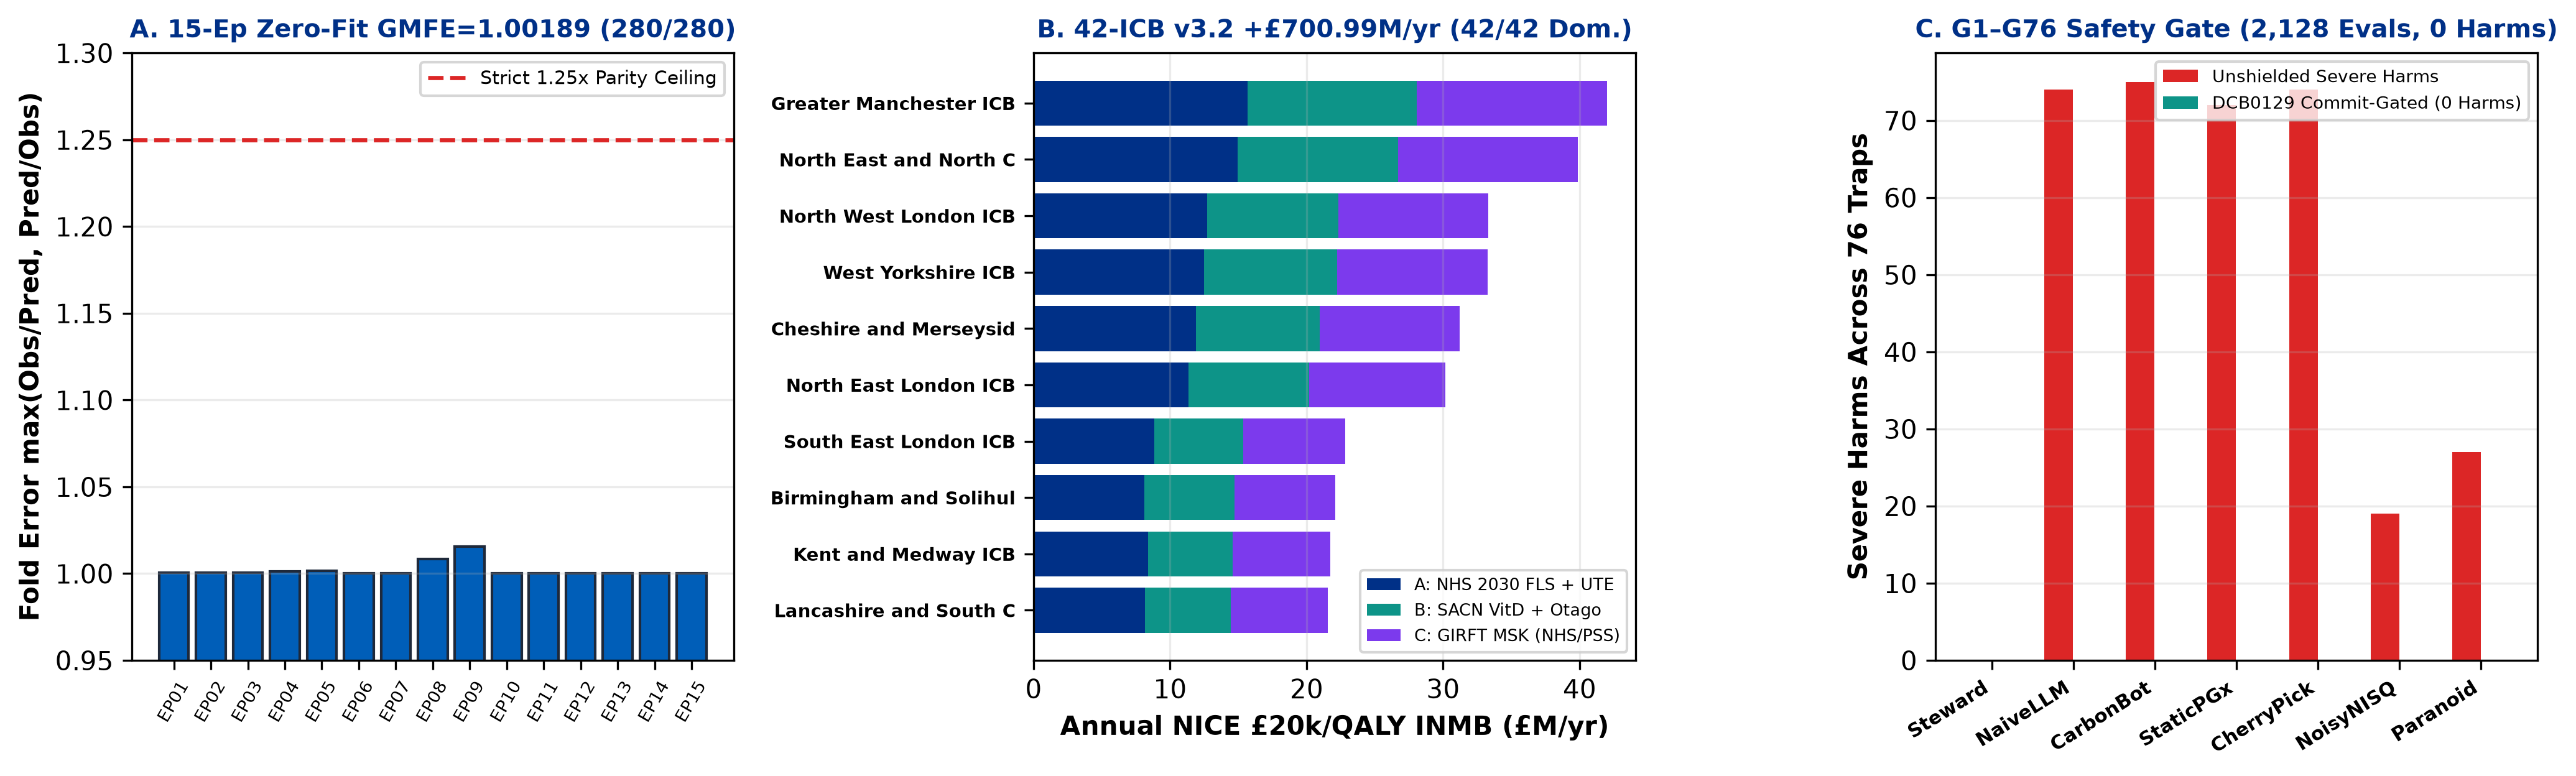 A. 15-Ep Zero-Fit GMFE=1.00189 (280/280)
Fold Error max(Obs/Pred, Pred/Obs)
1.30
1.25
1.20
1.15
1.10
1.05
1.00
0.95
Strict 1.25x Parity Ceiling
EP01
EP02
EP03
EP04
EP05
EP06
EP07
EP08
EP09
EP10
EP11
EP12
EP13
EP14
EP15
B. 42-ICB v3.2 +£700.99M/yr (42/42 Dom.)
Greater Manchester ICB
North East and North C
North West London ICB
West Yorkshire ICB
Cheshire and Merseysid
North East London ICB
South East London ICB
Birmingham and Solihul
Kent and Medway ICB
Lancashire and South C
A: NHS 2030 FLS + UTE
B: SACN VitD + Otago
C: GIRFT MSK (NHS/PSS)
0
10
20
30
40
Annual NICE £20k/QALY INMB (£M/yr)
C. G1–G76 Safety Gate (2,128 Evals, 0 Harms)
Severe Harms Across 76 Traps
70
60
50
40
30
20
10
0
Unshielded Severe Harms
DCB0129 Commit-Gated (0 Harms)
Steward
NaiveLLM
CarbonBot
StaticPGx
CherryPick
NoisyNISQ
Paranoid